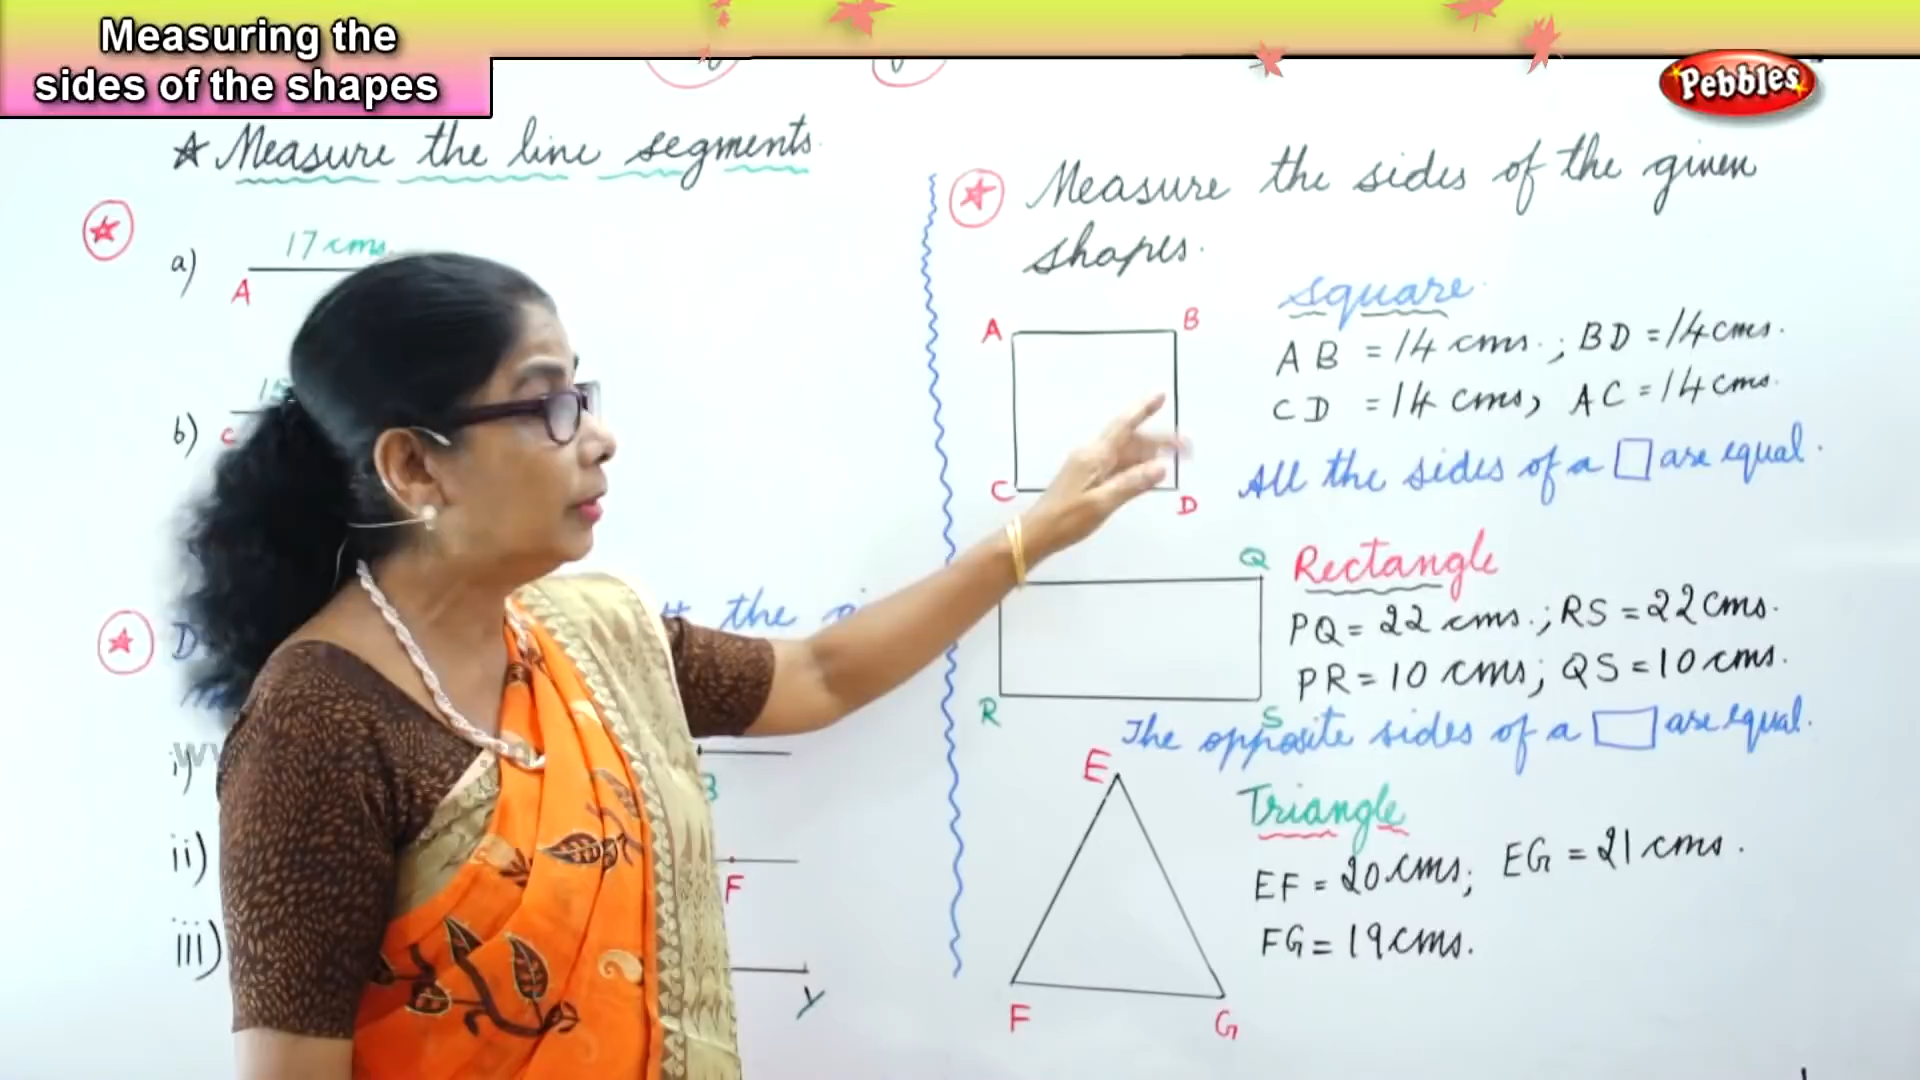 Measuring the
sides of the shapes
Pebbles
☆ Measure the line segments.
a) 17 cms
A
b)
C
the
i)
ii)
F
iii)
y
Measure the sides of the given
shapes.
A B
C D
Square
AB = 14 cms. ; BD = 14 cms.
CD = 14 cms, AC = 14 cms.
All the sides of a □ are equal.
Q
R S
Rectangle
PQ = 22 cms. ; RS = 22 cms.
PR = 10 cms; QS = 10 cms.
The opposite sides of a ▭ are equal.
E
F G
Triangle
EF = 20 cms; EG = 21 cms.
FG = 19 cms.